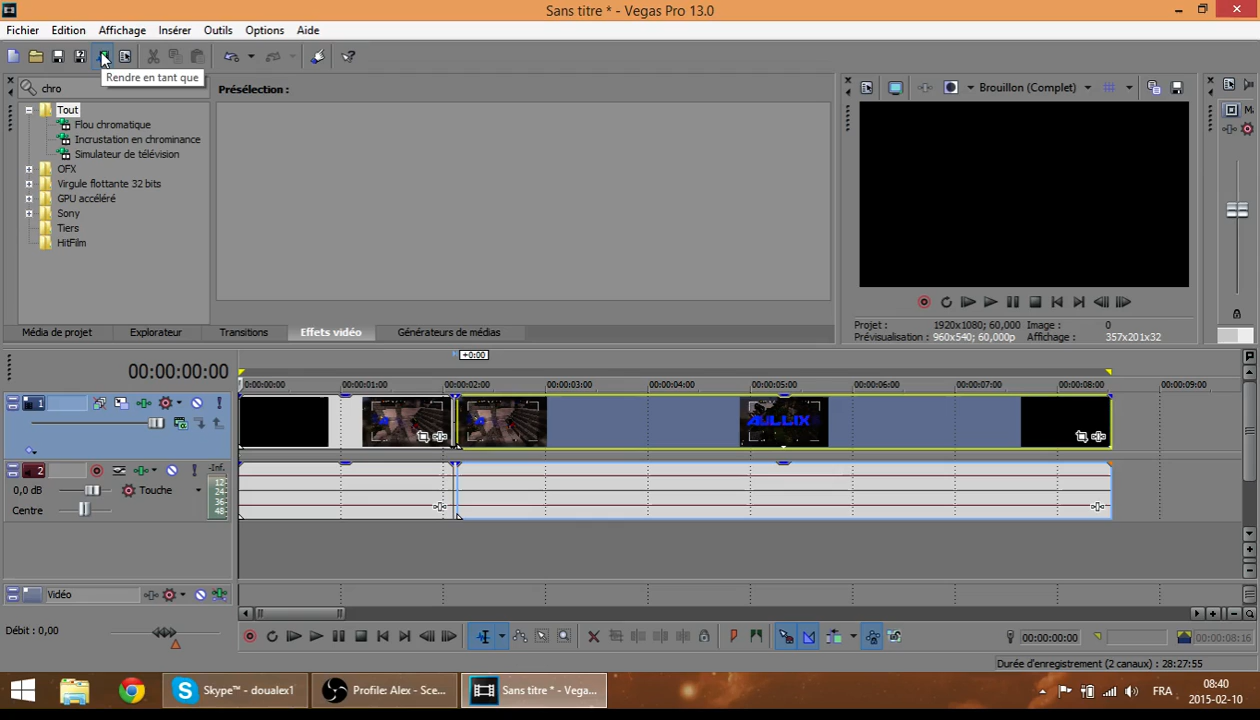 Sans titre * - Vegas Pro 13.0
Fichier Edition Affichage Insérer Outils Options Aide
Rendre en tant que
chro
Présélection :
Brouillon (Complet)
Tout
Flou chromatique
Incrustation en chrominance
Simulateur de télévision
OFX
Virgule flottante 32 bits
GPU accéléré
Sony
Tiers
HitFilm
Média de projet Explorateur Transitions Effets vidéo Générateurs de médias
Projet : 1920x1080; 60,000 Image : 0
Prévisualisation : 960x540; 60,000p Affichage : 357x201x32
+0:00
00:00:00:00
0:00:00:00 00:00:01:00 00:00:02:00 00:00:03:00 00:00:04:00 00:00:05:00 00:00:06:00 00:00:07:00 00:00:08:00 00:00:09:00
1
AULLIX
2
-Inf.
12
24
36
48
0,0 dB Touche
Centre
Vidéo
Débit : 0,00
00:00:00:00 00:00:08:16
Durée d'enregistrement (2 canaux) : 28:27:55
Skype™ - doualex1 Profile: Alex - Sce... Sans titre * - Vega...
FRA 08:40
2015-02-10